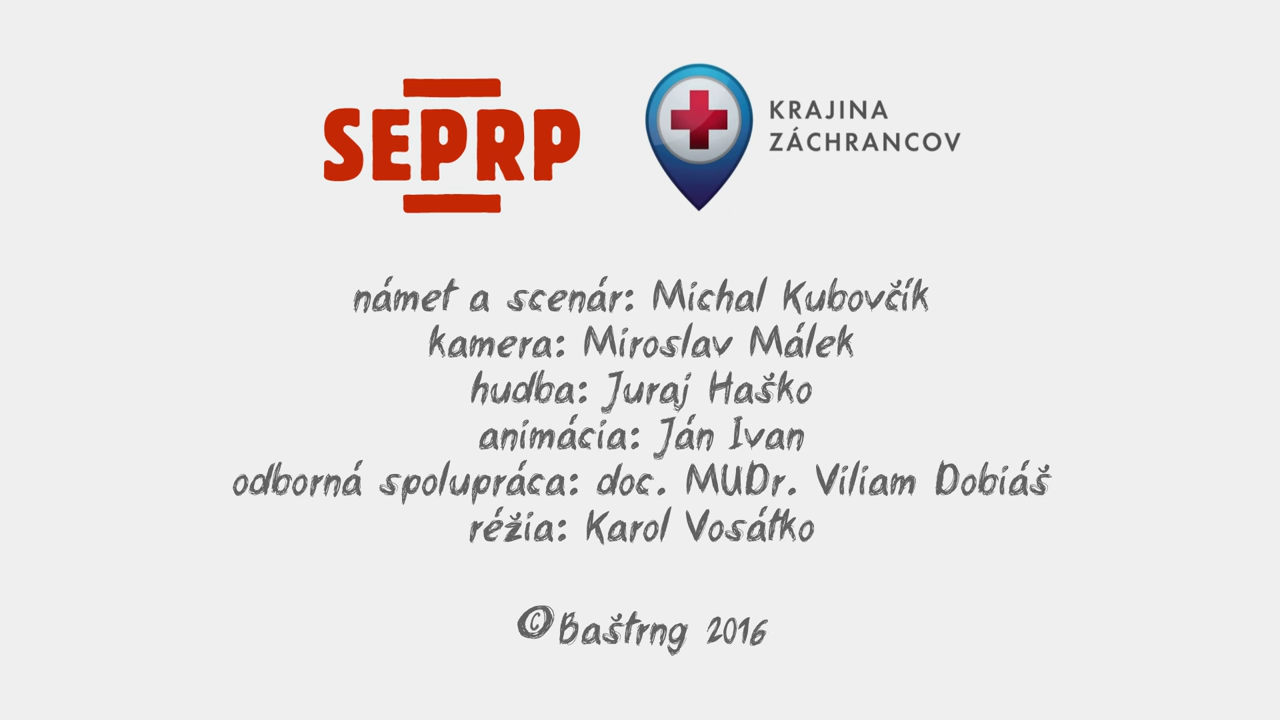 SEPRP
KRAJINA
ZÁCHRANCOV
námet a scenár: Michal Kubovčík
kamera: Miroslav Málek
hudba: Juraj Haško
animácia: Ján Ivan
odborná spolupráca: doc. MUDr. Viliam Dobiáš
réžia: Karol Vosátko
©Baštrng 2016